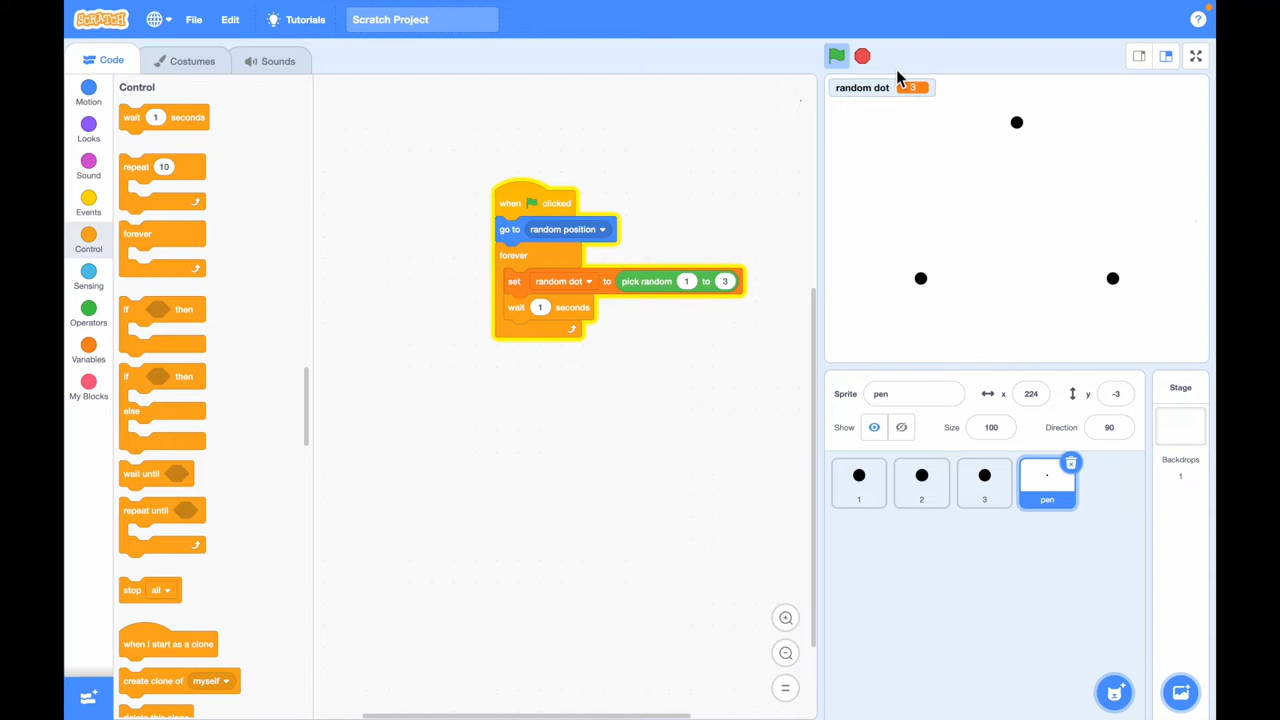 SCRATCH File Edit Tutorials Scratch Project ?
Code Costumes Sounds
Motion
Looks
Sound
Events
Control
Sensing
Operators
Variables
My Blocks
Control
wait 1 seconds
repeat 10
forever
if then
if then
else
wait until
repeat until
stop all
when I start as a clone
create clone of myself
when clicked
go to random position
forever
set random dot to pick random 1 to 3
wait 1 seconds
random dot 3
Sprite pen x 224 y -3
Show Size 100 Direction 90
1 2 3 pen
Stage
Backdrops
1